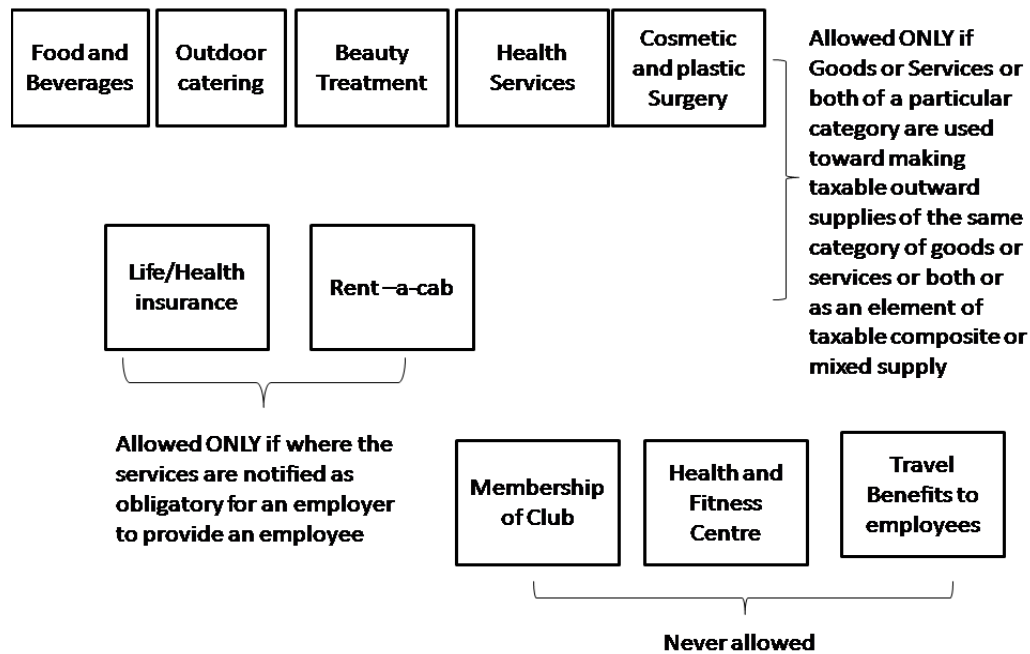 Food and
Beverages
Outdoor
catering
Beauty
Treatment
Health
Services
Cosmetic
and plastic
Surgery
Allowed ONLY if
Goods or Services or
both of a particular
category are used
toward making
taxable outward
supplies of the same
category of goods or
services or both or
as an element of
taxable composite or
mixed supply
Life/Health
insurance
Rent –a-cab
Allowed ONLY if where the
services are notified as
obligatory for an employer
to provide an employee
Membership
of Club
Health and
Fitness
Centre
Travel
Benefits to
employees
Never allowed